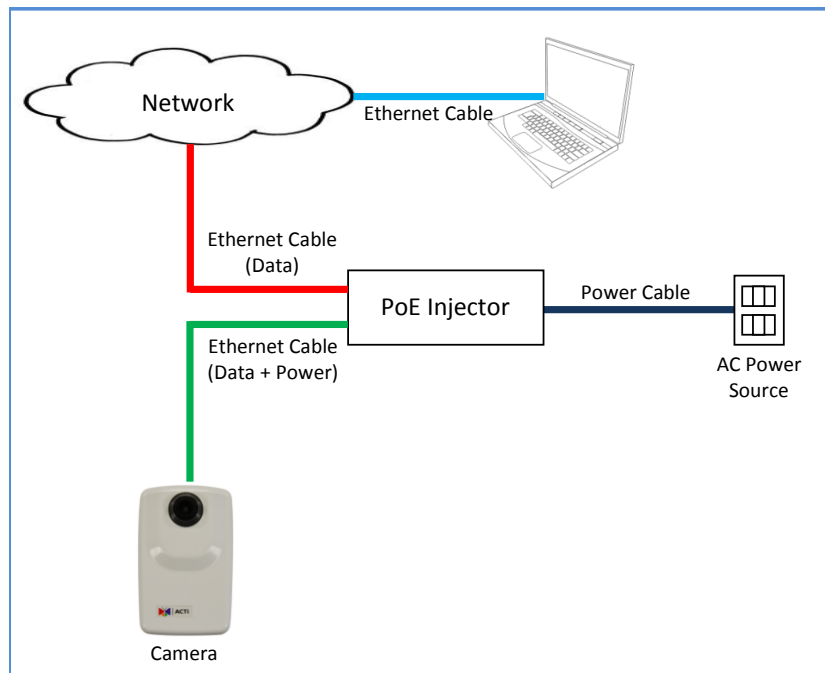 Network
Ethernet Cable
Ethernet Cable
(Data)
PoE Injector
Power Cable
Ethernet Cable
(Data + Power)
AC Power
Source
ACTi
Camera